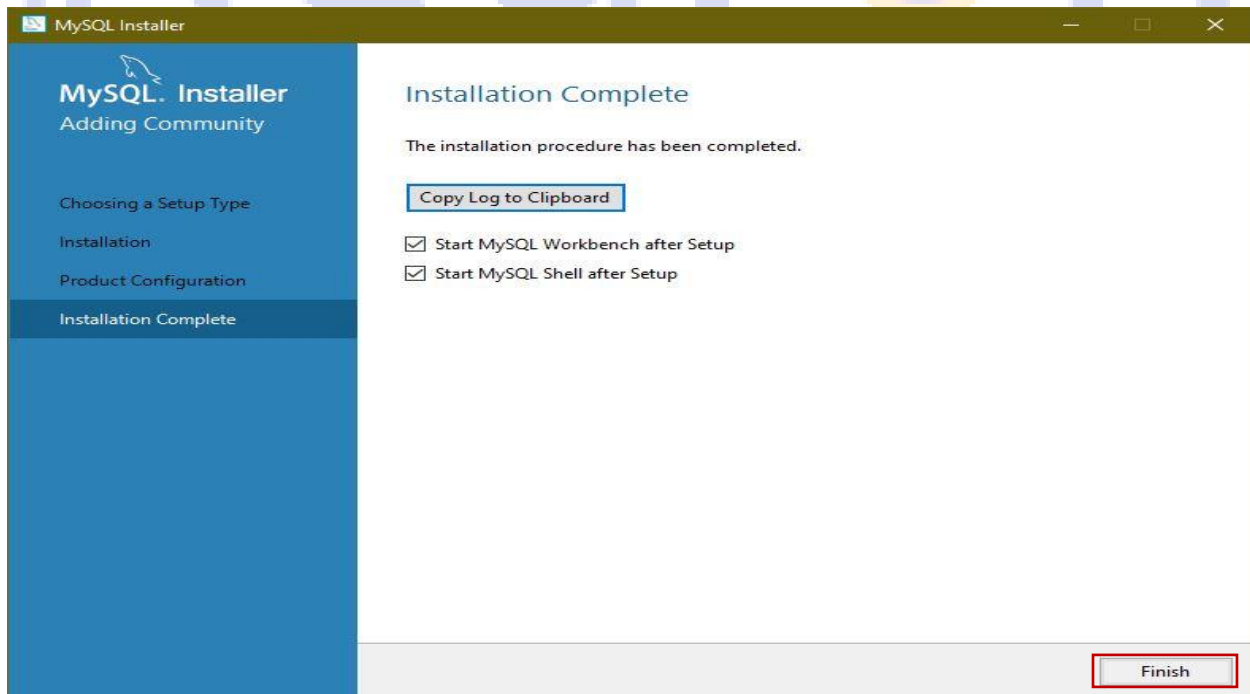 MySQL Installer
MySQL. Installer
Adding Community
Choosing a Setup Type
Installation
Product Configuration
Installation Complete
Installation Complete
The installation procedure has been completed.
Copy Log to Clipboard
Start MySQL Workbench after Setup
Start MySQL Shell after Setup
Finish